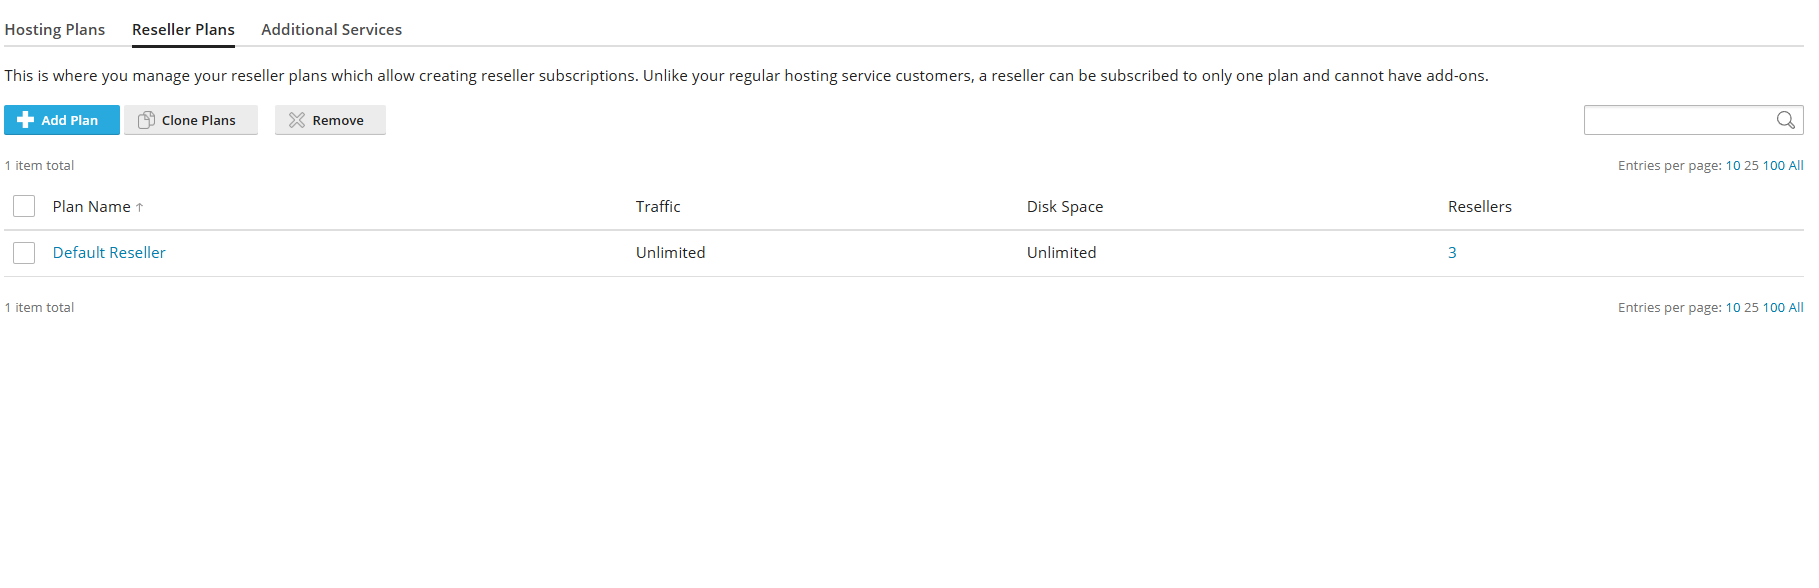 Hosting Plans Reseller Plans Additional Services
This is where you manage your reseller plans which allow creating reseller subscriptions. Unlike your regular hosting service customers, a reseller can be subscribed to only one plan and cannot have add-ons.
Add Plan Clone Plans Remove
1 item total Entries per page: 10 25 100 All
Plan Name ↑ Traffic Disk Space Resellers
Default Reseller Unlimited Unlimited 3
1 item total Entries per page: 10 25 100 All